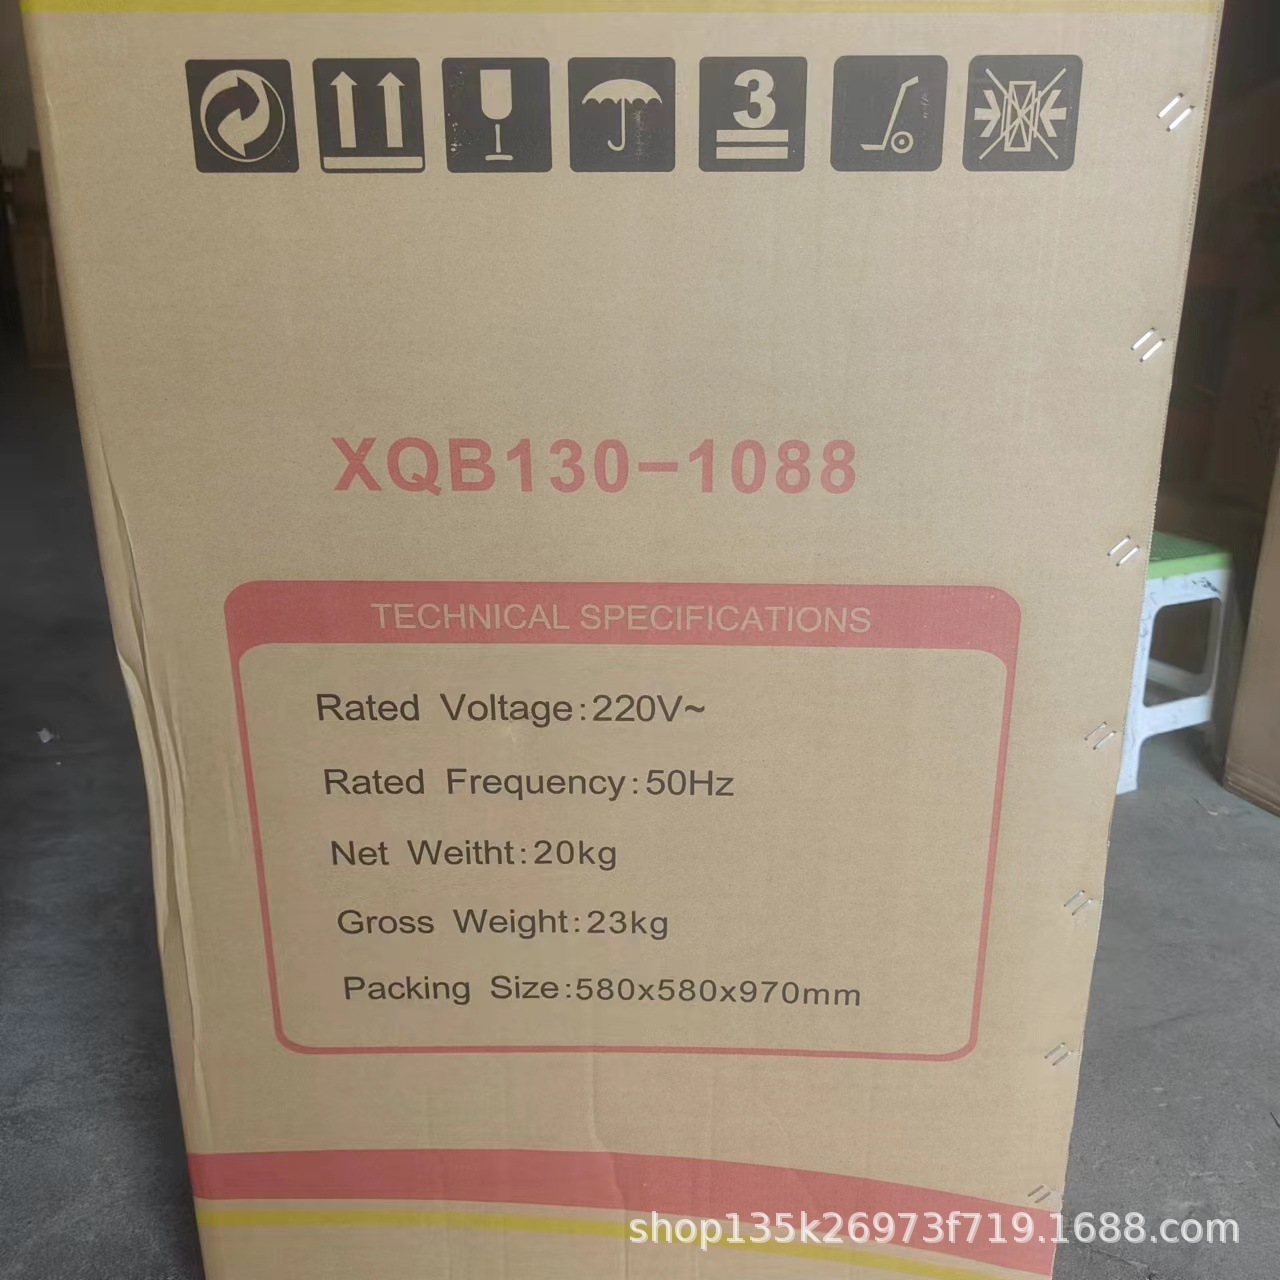 3
XQB130-1088
TECHNICAL SPECIFICATIONS
Rated Voltage:220V~
Rated Frequency:50Hz
Net Weitht:20kg
Gross Weight:23kg
Packing Size:580x580x970mm
shop135k26973f719.1688.com